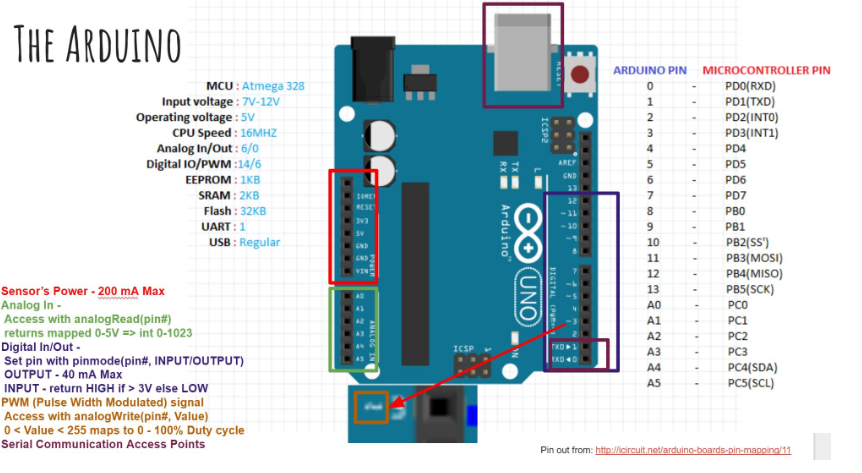 The Arduino
MCU : Atmega 328
Input voltage : 7V-12V
Operating voltage : 5V
CPU Speed : 16MHZ
Analog In/Out : 6/0
Digital IO/PWM :14/6
EEPROM : 1KB
SRAM : 2KB
Flash : 32KB
UART : 1
USB : Regular
Sensor's Power - 200 mA Max
Analog In -
Access with analogRead(pin#)
returns mapped 0-5V => int 0-1023
Digital In/Out -
Set pin with pinmode(pin#, INPUT/OUTPUT)
OUTPUT - 40 mA Max
INPUT - return HIGH if > 3V else LOW
PWM (Pulse Width Modulated) signal
Access with analogWrite(pin#, Value)
0 < Value < 255 maps to 0 - 100% Duty cycle
Serial Communication Access Points
RESET
ICSP2
AREF
GND
13
12
~11
~10
~9
8
RX
TX
L
Arduino™
UNO
IOREF
RESET
3V3
5V
GND
GND
VIN
POWER
A0
A1
A2
A3
A4
A5
ANALOG IN
DIGITAL (PWM~)
7
~6
~5
4
~3
2
TXD▶1
RXD◀0
ICSP
1
ON
ARDUINO PIN MICROCONTROLLER PIN
0 - PD0(RXD)
1 - PD1(TXD)
2 - PD2(INT0)
3 - PD3(INT1)
4 - PD4
5 - PD5
6 - PD6
7 - PD7
8 - PB0
9 - PB1
10 - PB2(SS')
11 - PB3(MOSI)
12 - PB4(MISO)
13 - PB5(SCK)
A0 - PC0
A1 - PC1
A2 - PC2
A3 - PC3
A4 - PC4(SDA)
A5 - PC5(SCL)
Pin out from: http://icircuit.net/arduino-boards-pin-mapping/11